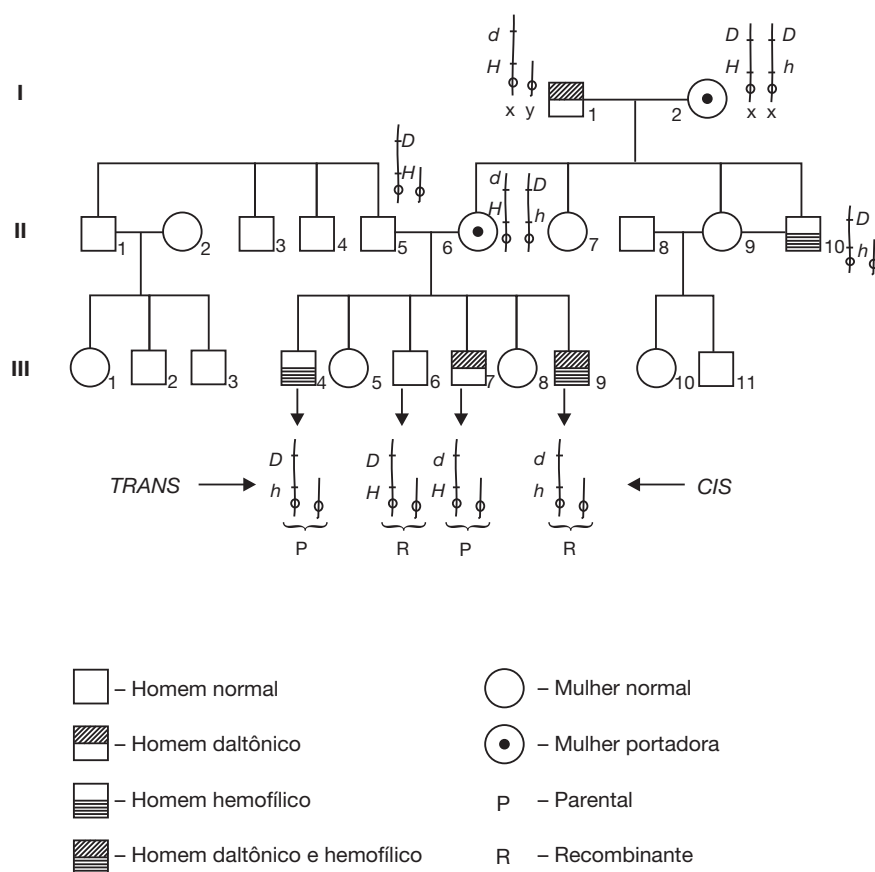 d
D D
H
H h
I
x y
1
2
x x
D
H
d D
H h
D
h
II
1
2
3
4
5
6
7
8
9
10
III
1
2
3
4
5
6
7
8
9
10
11
D D d d
TRANS h H H h CIS
P R P R
– Homem normal
– Mulher normal
– Homem daltônico
– Mulher portadora
– Homem hemofílico
P – Parental
– Homem daltônico e hemofílico
R – Recombinante